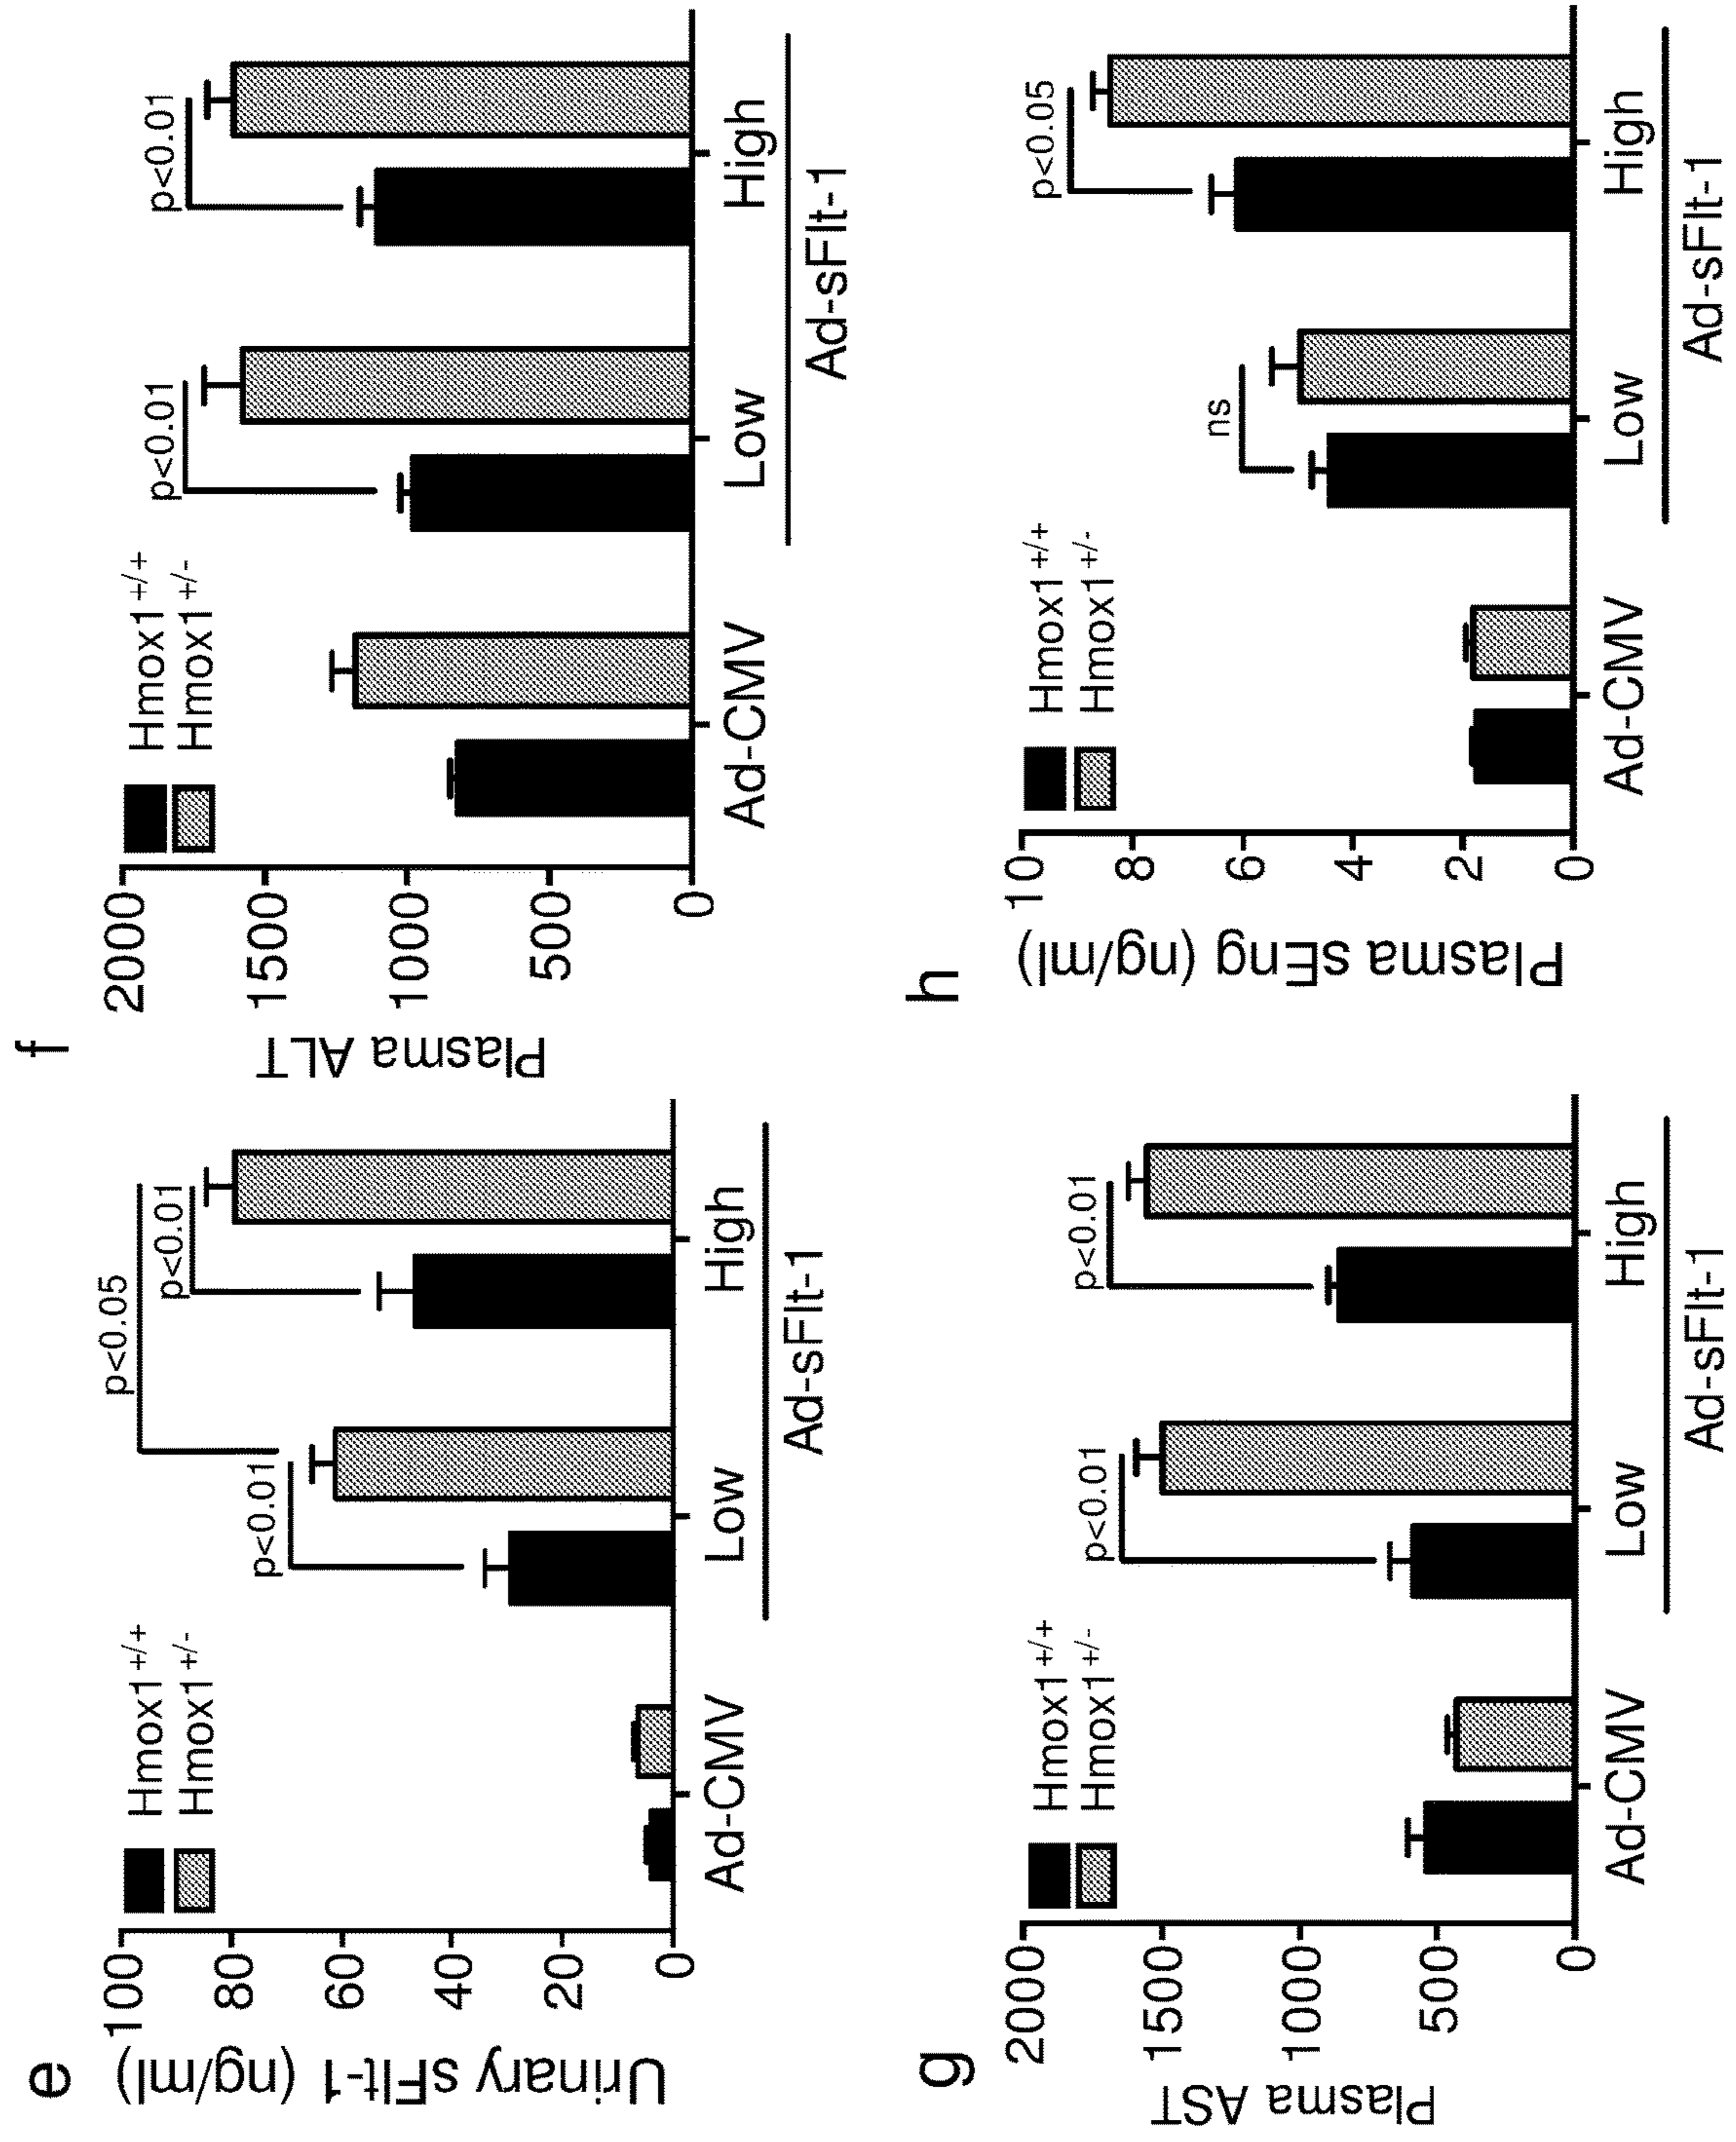 e
Urinary sFlt-1 (ng/ml)
100
80
60
40
20
0
Hmox1+/+
Hmox1+/-
p<0.05
p<0.01
p<0.01
Ad-CMV
Low
High
Ad-sFlt-1
f
Plasma ALT
2000
1500
1000
500
0
Hmox1+/+
Hmox1+/-
p<0.01
p<0.01
Ad-CMV
Low
High
Ad-sFlt-1
g
Plasma AST
2000
1500
1000
500
0
Hmox1+/+
Hmox1+/-
p<0.01
p<0.01
Ad-CMV
Low
High
Ad-sFlt-1
h
Plasma sEng (ng/ml)
10
8
6
4
2
0
Hmox1+/+
Hmox1+/-
ns
p<0.05
Ad-CMV
Low
High
Ad-sFlt-1